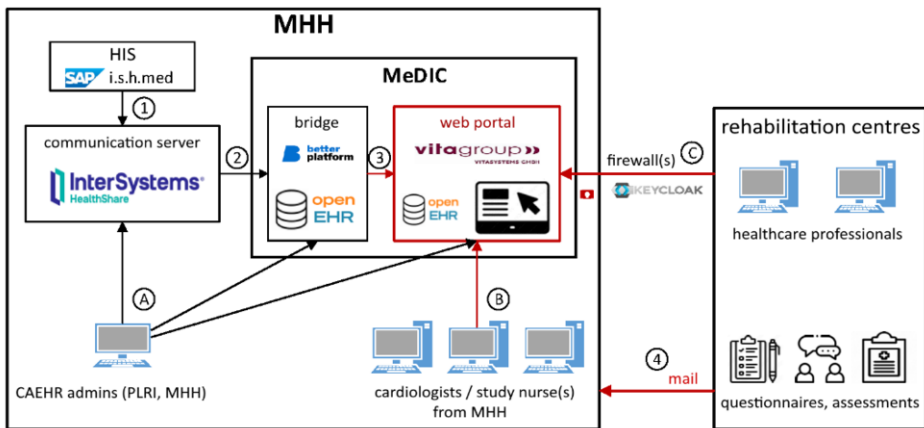 MHH
HIS
SAP i.s.h.med
1
communication server
InterSystems®
HealthShare
2
MeDIC
bridge
better
platform
open
EHR
3
web portal
vitagroup
VITASYSTEMS GMBH
open
EHR
firewall(s)
C
KEYCLOAK
rehabilitation centres
healthcare professionals
A
B
CAEHR admins (PLRI, MHH)
cardiologists / study nurse(s)
from MHH
4
mail
questionnaires, assessments